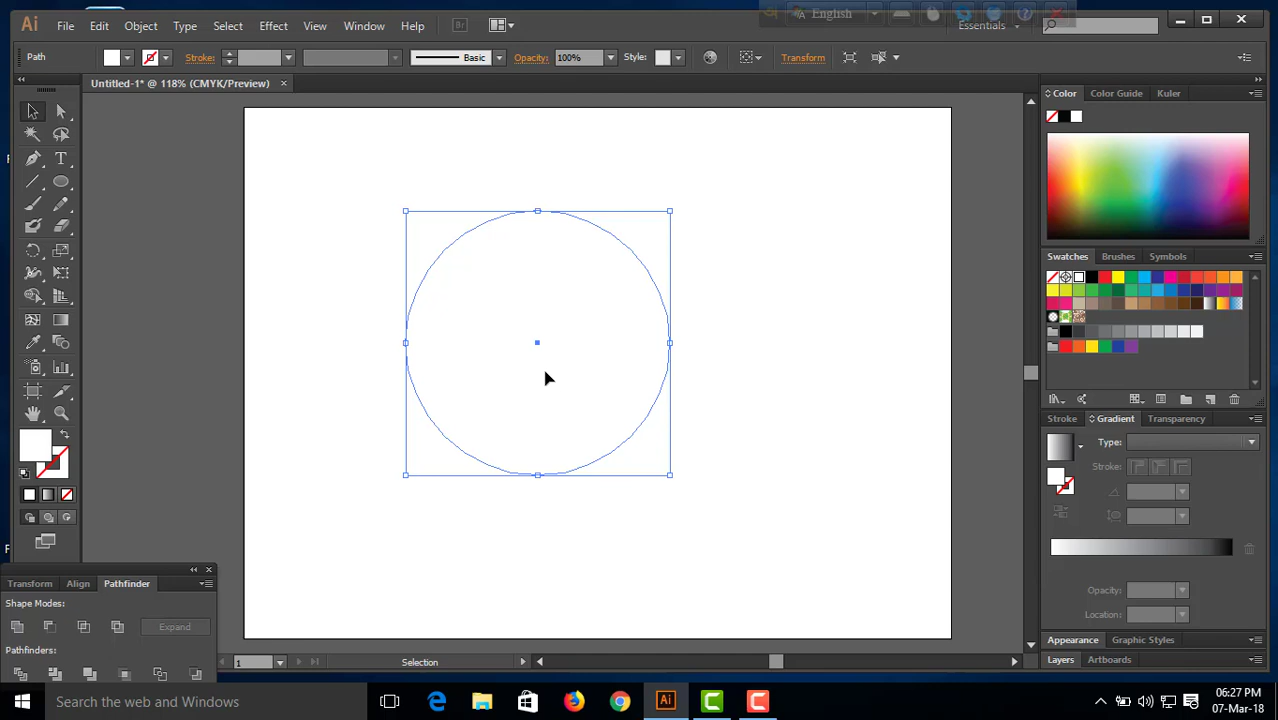 English
Ai File Edit Object Type Select Effect View Window Help Br Essentials
Path Stroke: Basic Opacity: 100% Style: Transform
Untitled-1* @ 118% (CMYK/Preview)
Color Color Guide Kuler
Swatches Brushes Symbols
Stroke Gradient Transparency
Type:
Stroke:
Opacity:
Location:
Appearance Graphic Styles
Layers Artboards
Transform Align Pathfinder
Shape Modes:
Expand
Pathfinders:
1 Selection
Search the web and Windows
Ai
06:27 PM
07-Mar-18